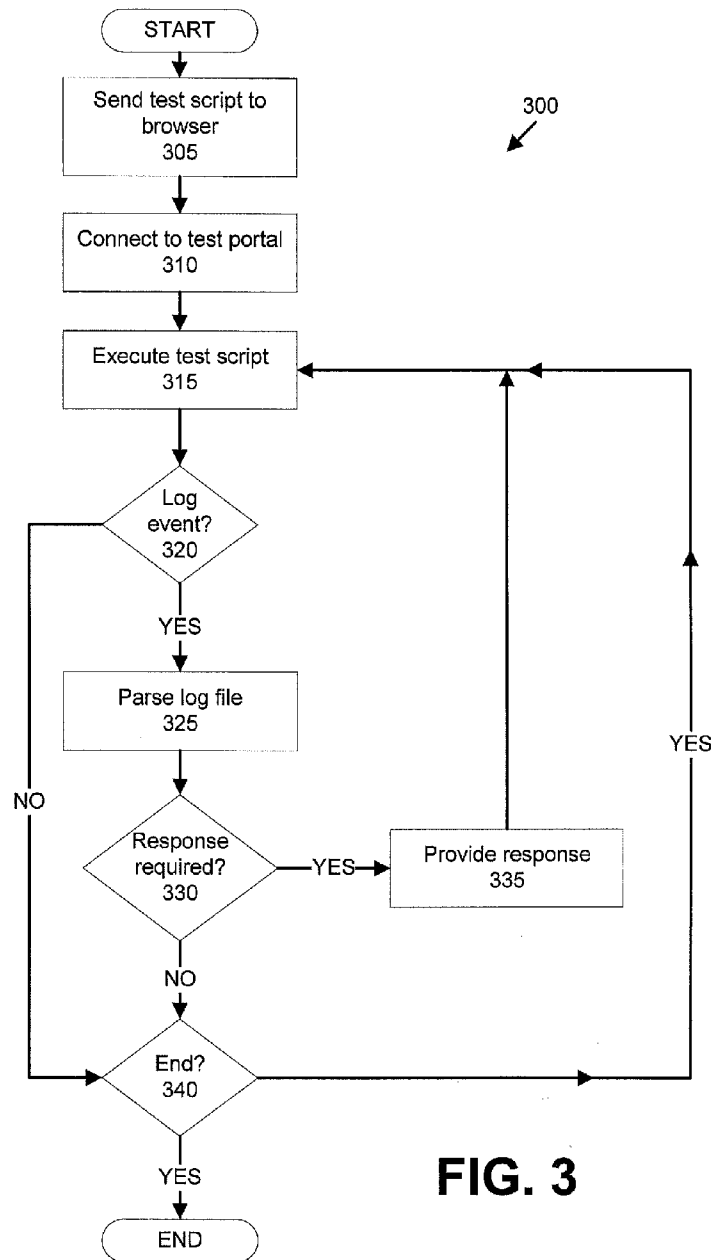 START
Send test script to
browser
305
300
Connect to test portal
310
Execute test script
315
Log
event?
320
YES
Parse log file
325
YES
NO
Response
required?
330
YES
Provide response
335
NO
End?
340
YES
FIG. 3
END